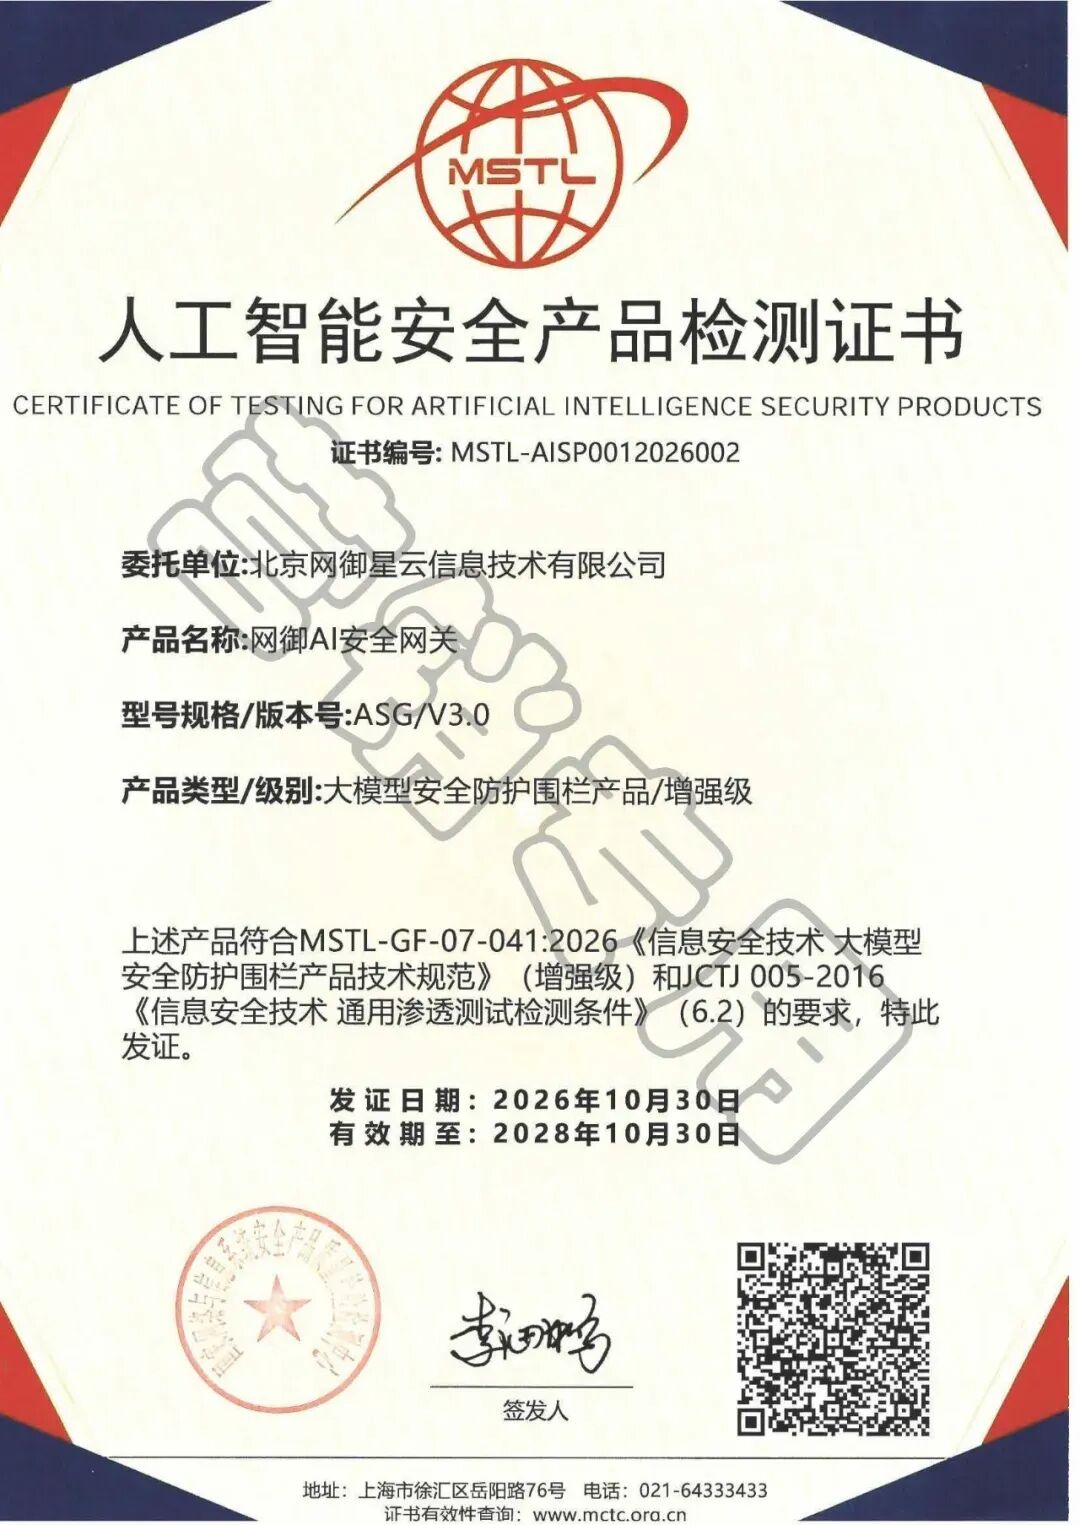 MSTL
人工智能安全产品检测证书
CERTIFICATE OF TESTING FOR ARTIFICIAL INTELLIGENCE SECURITY PRODUCTS
证书编号: MSTL-AISP0012026002
委托单位:北京网御星云信息技术有限公司
产品名称:网御AI安全网关
型号规格/版本号:ASG/V3.0
产品类型/级别:大模型安全防护围栏产品/增强级
上述产品符合MSTL-GF-07-041:2026《信息安全技术 大模型
安全防护围栏产品技术规范》（增强级）和JCTJ 005-2016
《信息安全技术 通用渗透测试检测条件》（6.2）的要求，特此
发证。
发证日期：2026年10月30日
有效期至：2028年10月30日
签发人
地址：上海市徐汇区岳阳路76号 电话：021-64333433
证书有效性查询：www.mctc.org.cn